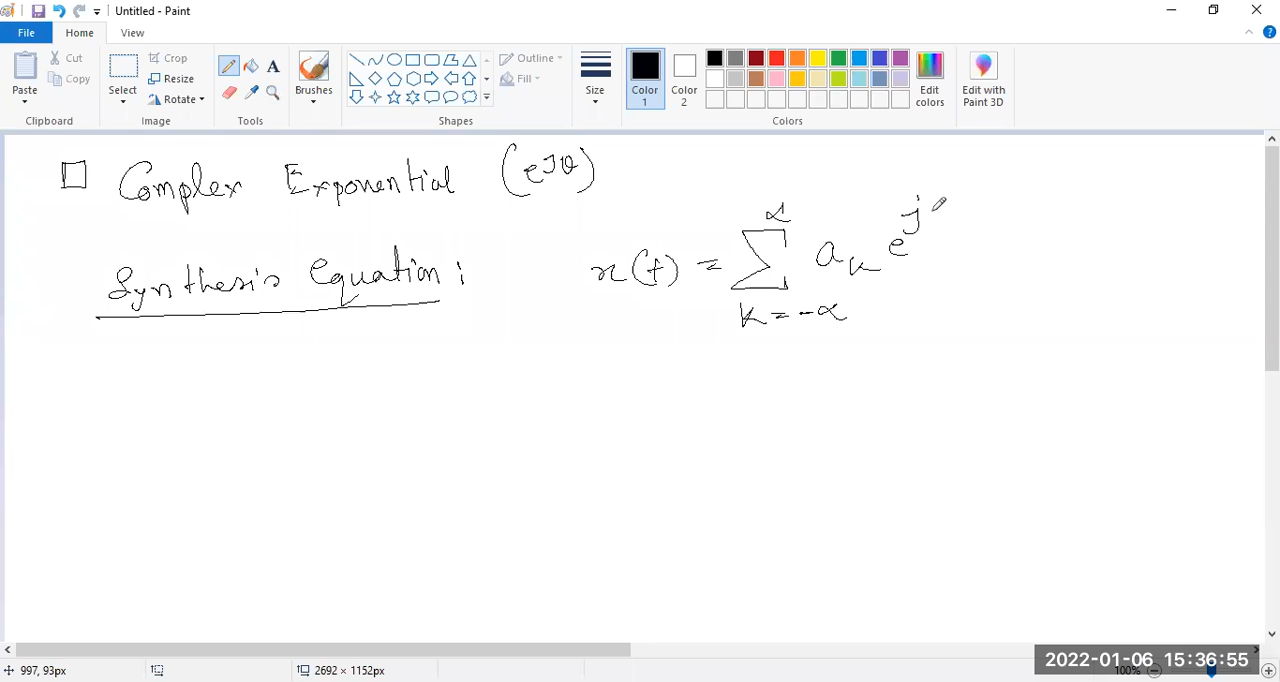 Untitled - Paint
File Home View
Paste
Cut
Copy
Clipboard
Select
Crop
Resize
Rotate
Image
Tools
Brushes
Shapes
Outline
Fill
Size
Color 1
Color 2
Colors
Edit colors
Edit with Paint 3D
□ Complex Exponential (e^{Jθ})
Synthesis equation : x(t) = ∑_{k=-α}^{α} a_k e^{j
997, 93px
2692 × 1152px
100%
2022-01-06 15:36:55